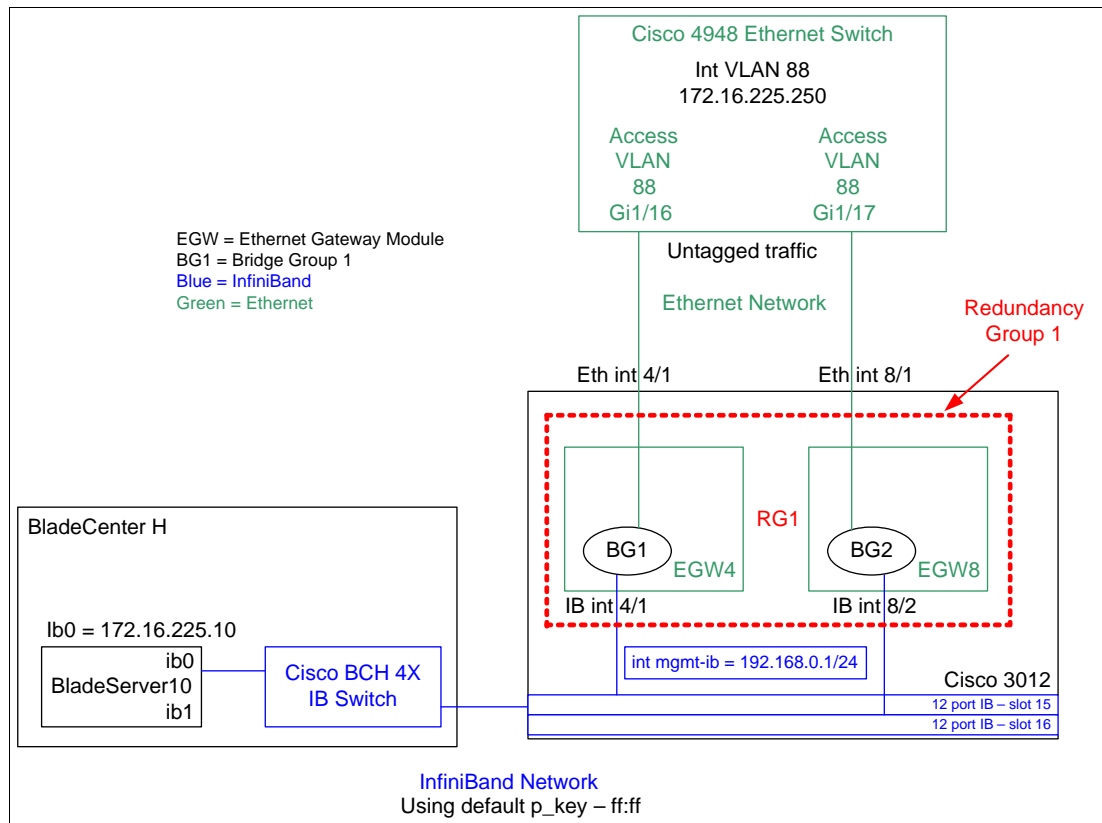 Cisco 4948 Ethernet Switch
Int VLAN 88
172.16.225.250
Access
VLAN
88
Gi1/16
Access
VLAN
88
Gi1/17
EGW = Ethernet Gateway Module
BG1 = Bridge Group 1
Blue = InfiniBand
Green = Ethernet
Untagged traffic
Ethernet Network
Redundancy
Group 1
Eth int 4/1
Eth int 8/1
BladeCenter H
RG1
BG1
EGW4
BG2
EGW8
IB int 4/1
IB int 8/2
Ib0 = 172.16.225.10
ib0
BladeServer10
ib1
Cisco BCH 4X
IB Switch
int mgmt-ib = 192.168.0.1/24
Cisco 3012
12 port IB – slot 15
12 port IB – slot 16
InfiniBand Network
Using default p_key – ff:ff